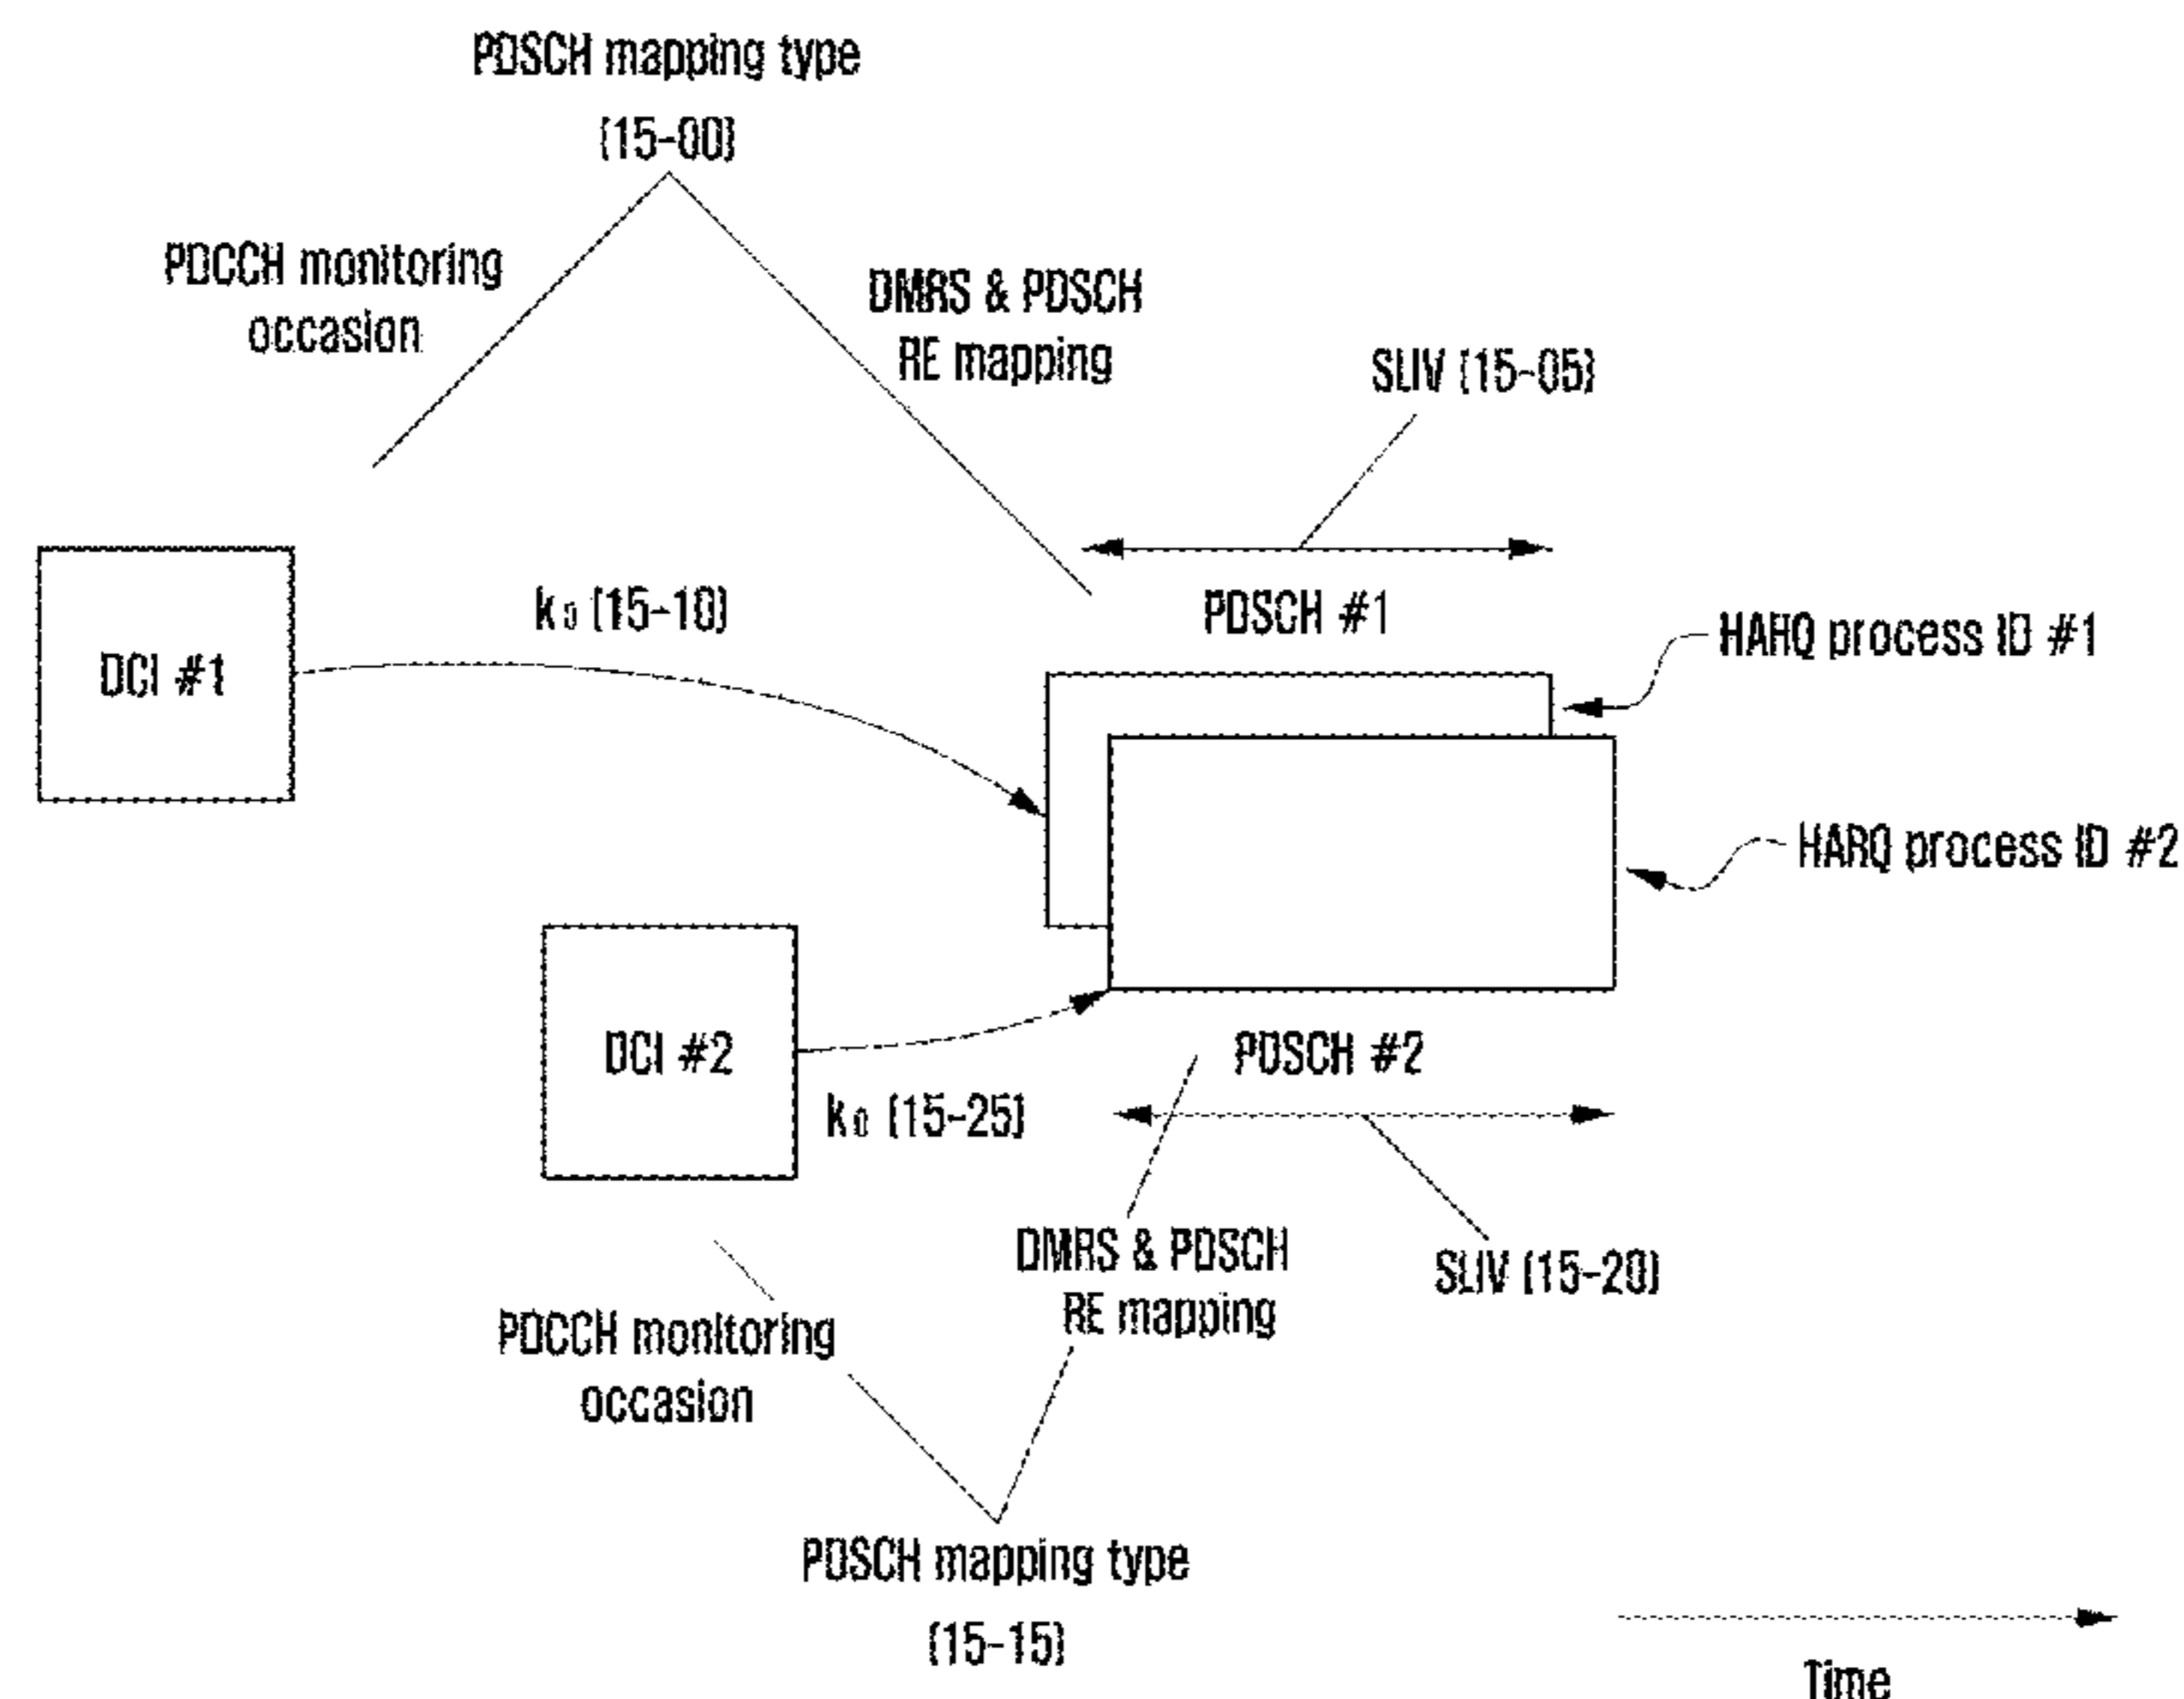 PDSCH mapping type
(15-00)
PDCCH monitoring
occasion
DMRS & PDSCH
RE mapping
SLIV (15-05)
DCI #1
k0 (15-10)
PDSCH #1
HARQ process ID #1
HARQ process ID #2
DCI #2
k0 (15-25)
PDSCH #2
DMRS & PDSCH
RE mapping
SLIV (15-20)
PDCCH monitoring
occasion
PDSCH mapping type
(15-15)
Time